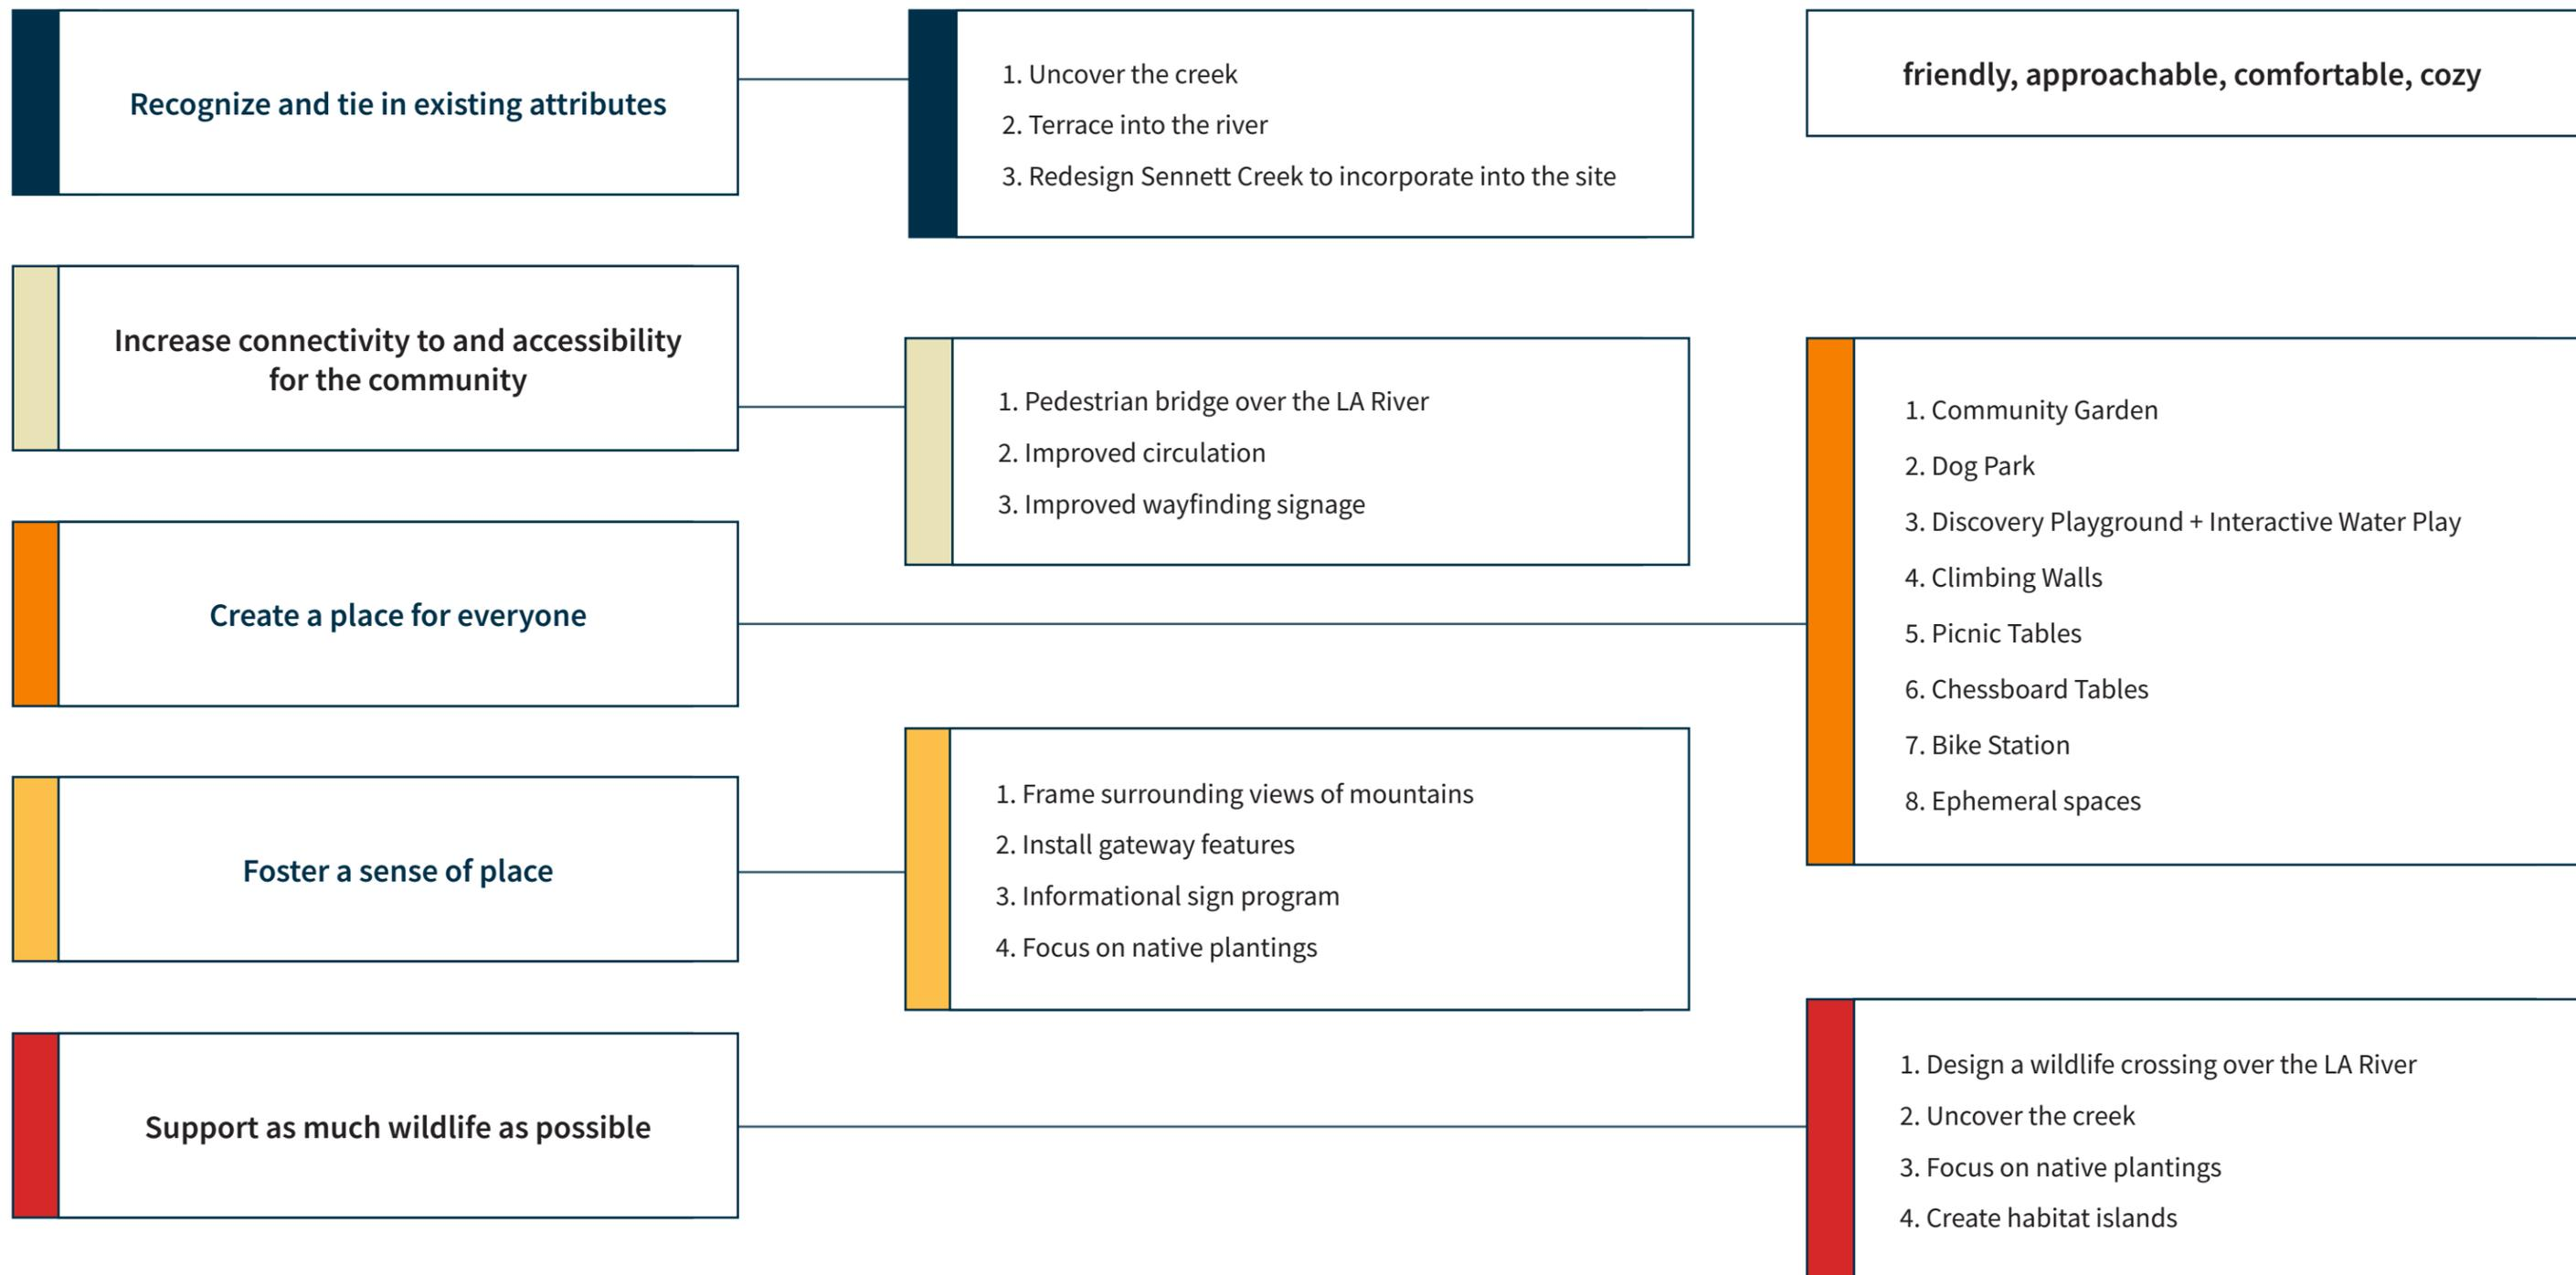 Recognize and tie in existing attributes
1. Uncover the creek
2. Terrace into the river
3. Redesign Sennett Creek to incorporate into the site
friendly, approachable, comfortable, cozy
Increase connectivity to and accessibility
for the community
1. Pedestrian bridge over the LA River
2. Improved circulation
3. Improved wayfinding signage
Create a place for everyone
1. Community Garden
2. Dog Park
3. Discovery Playground + Interactive Water Play
4. Climbing Walls
5. Picnic Tables
6. Chessboard Tables
7. Bike Station
8. Ephemeral spaces
Foster a sense of place
1. Frame surrounding views of mountains
2. Install gateway features
3. Informational sign program
4. Focus on native plantings
Support as much wildlife as possible
1. Design a wildlife crossing over the LA River
2. Uncover the creek
3. Focus on native plantings
4. Create habitat islands